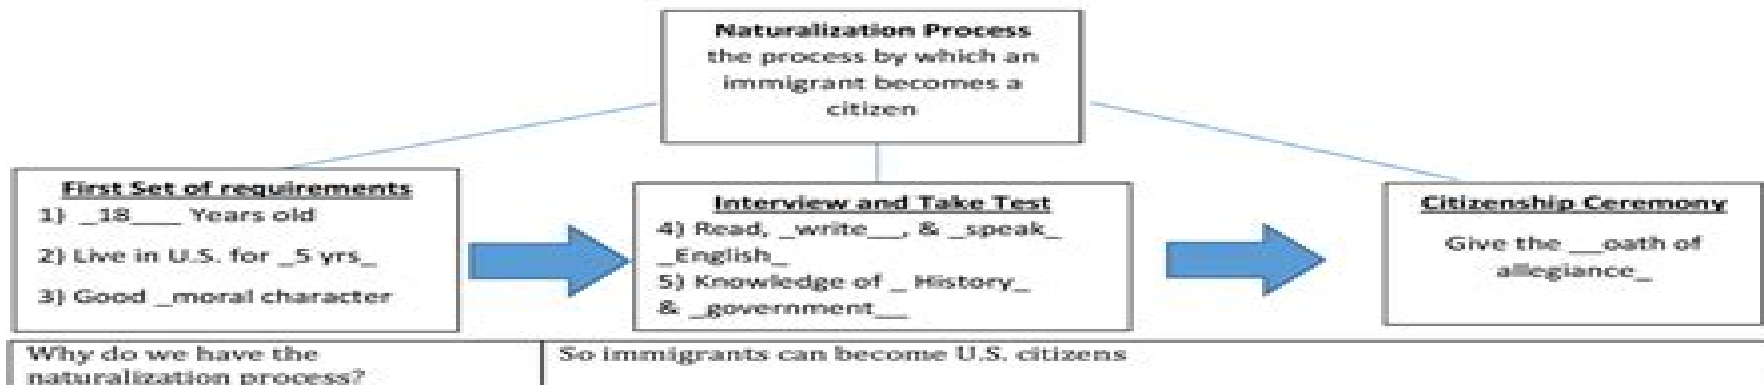 Naturalization Process
the process by which an
immigrant becomes a
citizen
First Set of requirements
1) _18___ Years old
2) Live in U.S. for _5 yrs_
3) Good _moral character
Interview and Take Test
4) Read, _write__, & _speak_
_English_
5) Knowledge of _ History_
& _government__
Citizenship Ceremony
Give the __oath of
allegiance_
Why do we have the
naturalization process?
So immigrants can become U.S. citizens